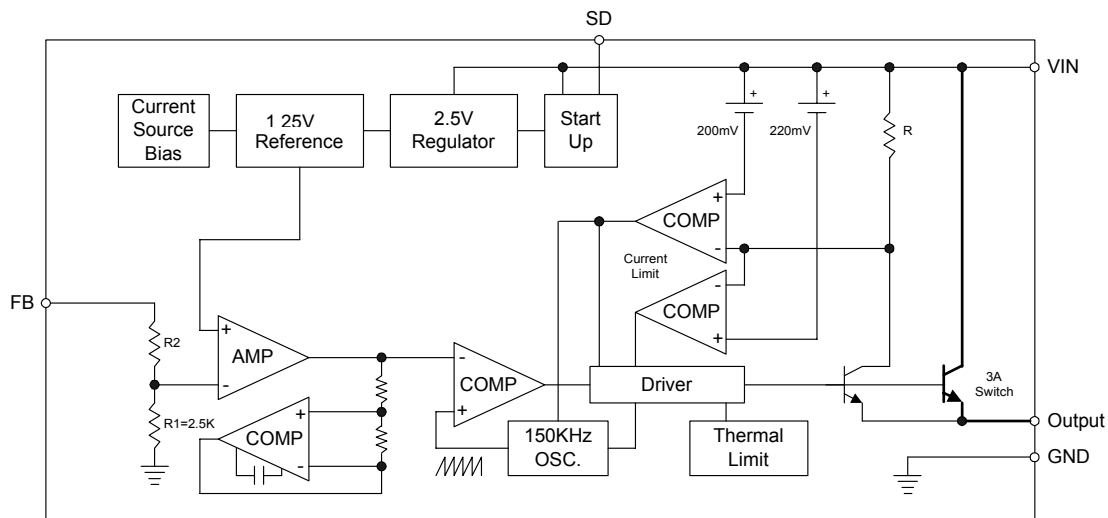 SD
VIN
Current
Source
Bias
1.25V
Reference
2.5V
Regulator
Start
Up
+
200mV
+
220mV
R
+
COMP
-
Current
Limit
-
COMP
+
FB
R2
R1=2.5K
+
AMP
-
+
COMP
-
-
COMP
+
Driver
150KHz
OSC.
Thermal
Limit
3A
Switch
Output
GND